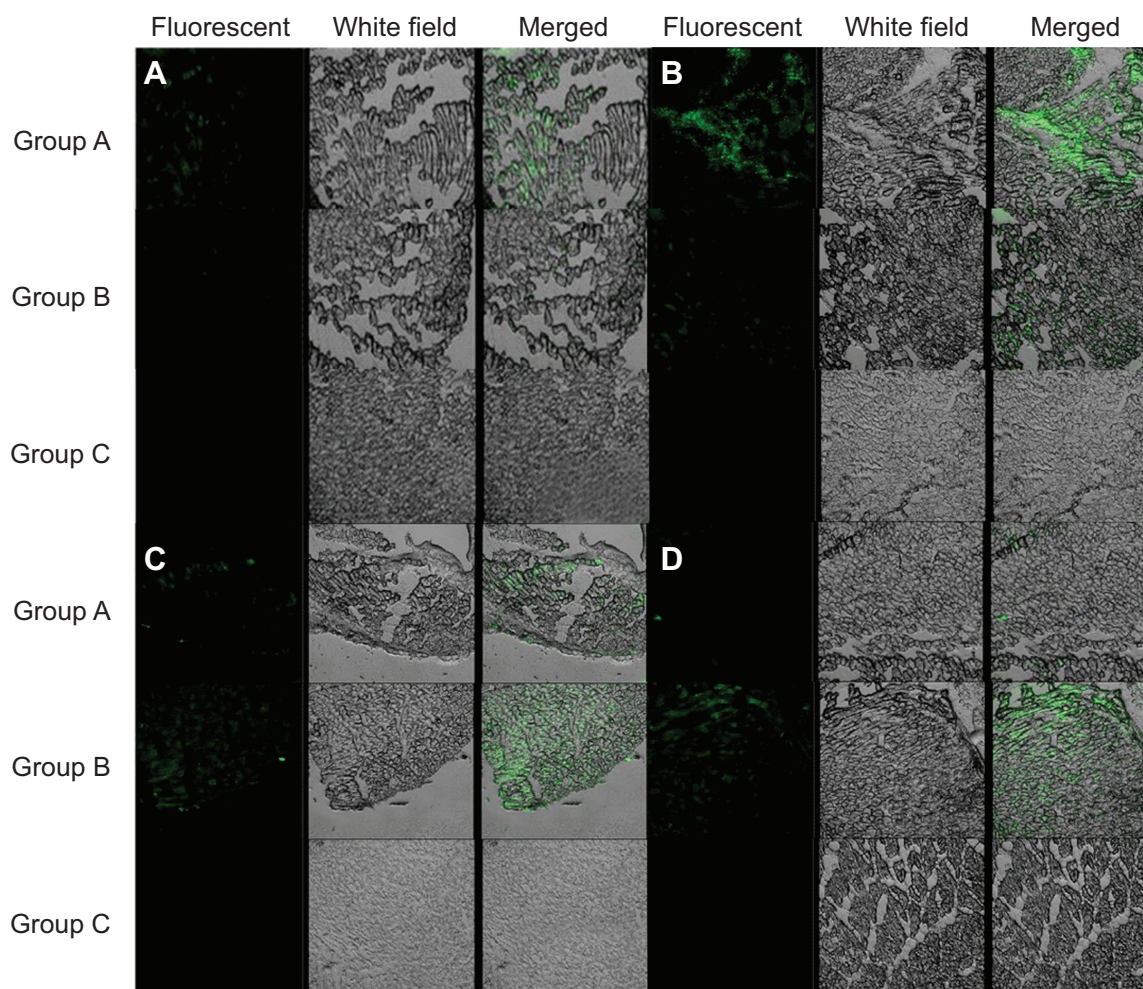 Fluorescent White field Merged Fluorescent White field Merged
A B
Group A
Group B
Group C
C D
Group A
Group B
Group C